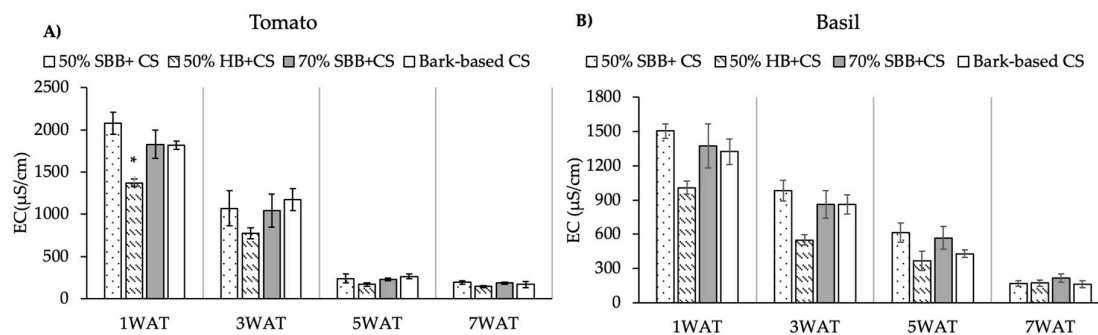 A) Tomato
50% SBB+ CS 50% HB+CS 70% SBB+CS Bark-based CS
EC(µS/cm)
2500
2000
1500
1000
500
0
*
1WAT 3WAT 5WAT 7WAT
B) Basil
50% SBB+ CS 50% HB+CS 70% SBB+CS Bark-based CS
EC (µS/cm)
1800
1500
1200
900
600
300
0
1WAT 3WAT 5WAT 7WAT